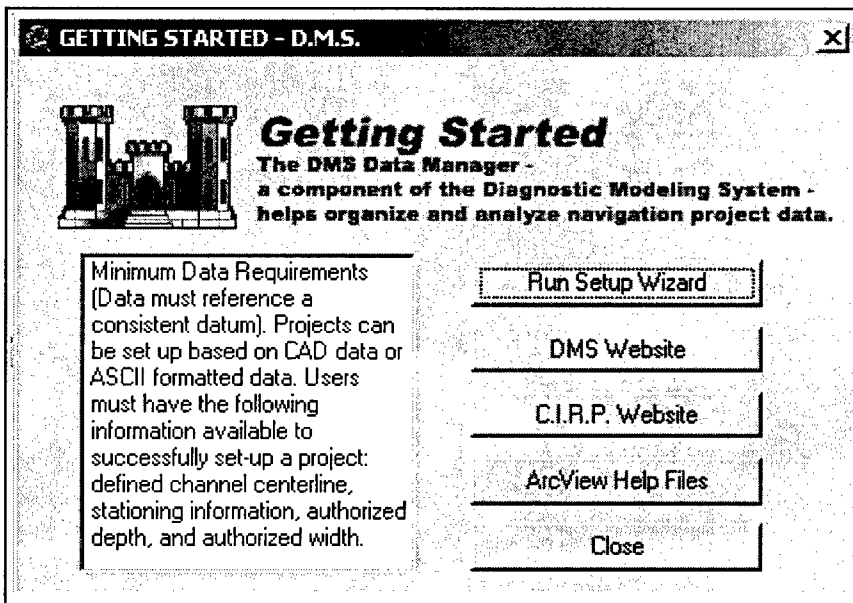 GETTING STARTED - D.M.S.
Getting Started
The DMS Data Manager -
a component of the Diagnostic Modeling System -
helps organize and analyze navigation project data.
Minimum Data Requirements
(Data must reference a
consistent datum). Projects can
be set up based on CAD data or
ASCII formatted data. Users
must have the following
information available to
successfully set-up a project:
defined channel centerline,
stationing information, authorized
depth, and authorized width.
Run Setup Wizard
DMS Website
C.I.R.P. Website
ArcView Help Files
Close